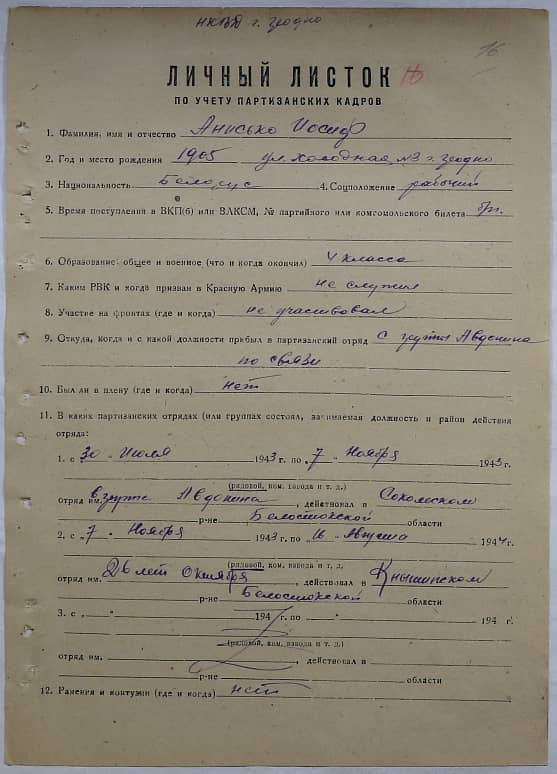 НКВД г. Гродно
16
ЛИЧНЫЙ ЛИСТОК
ПО УЧЕТУ ПАРТИЗАНСКИХ КАДРОВ
1. Фамилия, имя и отчество Анисько Иосиф
2. Год и место рождения 1905 ул. Холодная, №3 г. Гродно
3. Национальность Белорус 4. Соцположение рабочий
5. Время поступления в ВКП(б) или ВЛКСМ, № партийного или комсомольского билета б/п.
6. Образование: общее и военное (что и когда окончил) 4 класса
7. Каким РВК и когда призван в Красную Армию не служил
8. Участие на фронтах (где и когда) не участвовал
9. Откуда, когда и с какой должности прибыл в партизанский отряд с группы Авдонина
по связи
10. Был ли в плену (где и когда) нет
11. В каких партизанских отрядах (или группах состоял, занимаемая должность и район действия
отряда:
1. с „30" Июля 1943 г. по „7" Ноября 1943 г.
(рядовой, ком. взвода и т. д.)
отряд им. в группе Авдонина, действовал в Сокольском
р-не Белостокской области
2. с „7" Ноября 1943 г. по „16" Августа 1944 г.
(рядовой, ком. взвода и т. д.)
отряд им. 26 лет Октября, действовал в Кнышинском
р-не Белостокской области
3. с „ " 194 г. по „ " 194 г.
(рядовой, ком. взвода и т. д.)
отряд им. , действовал в
р-не области
12. Ранения и контузии (где и когда) нет